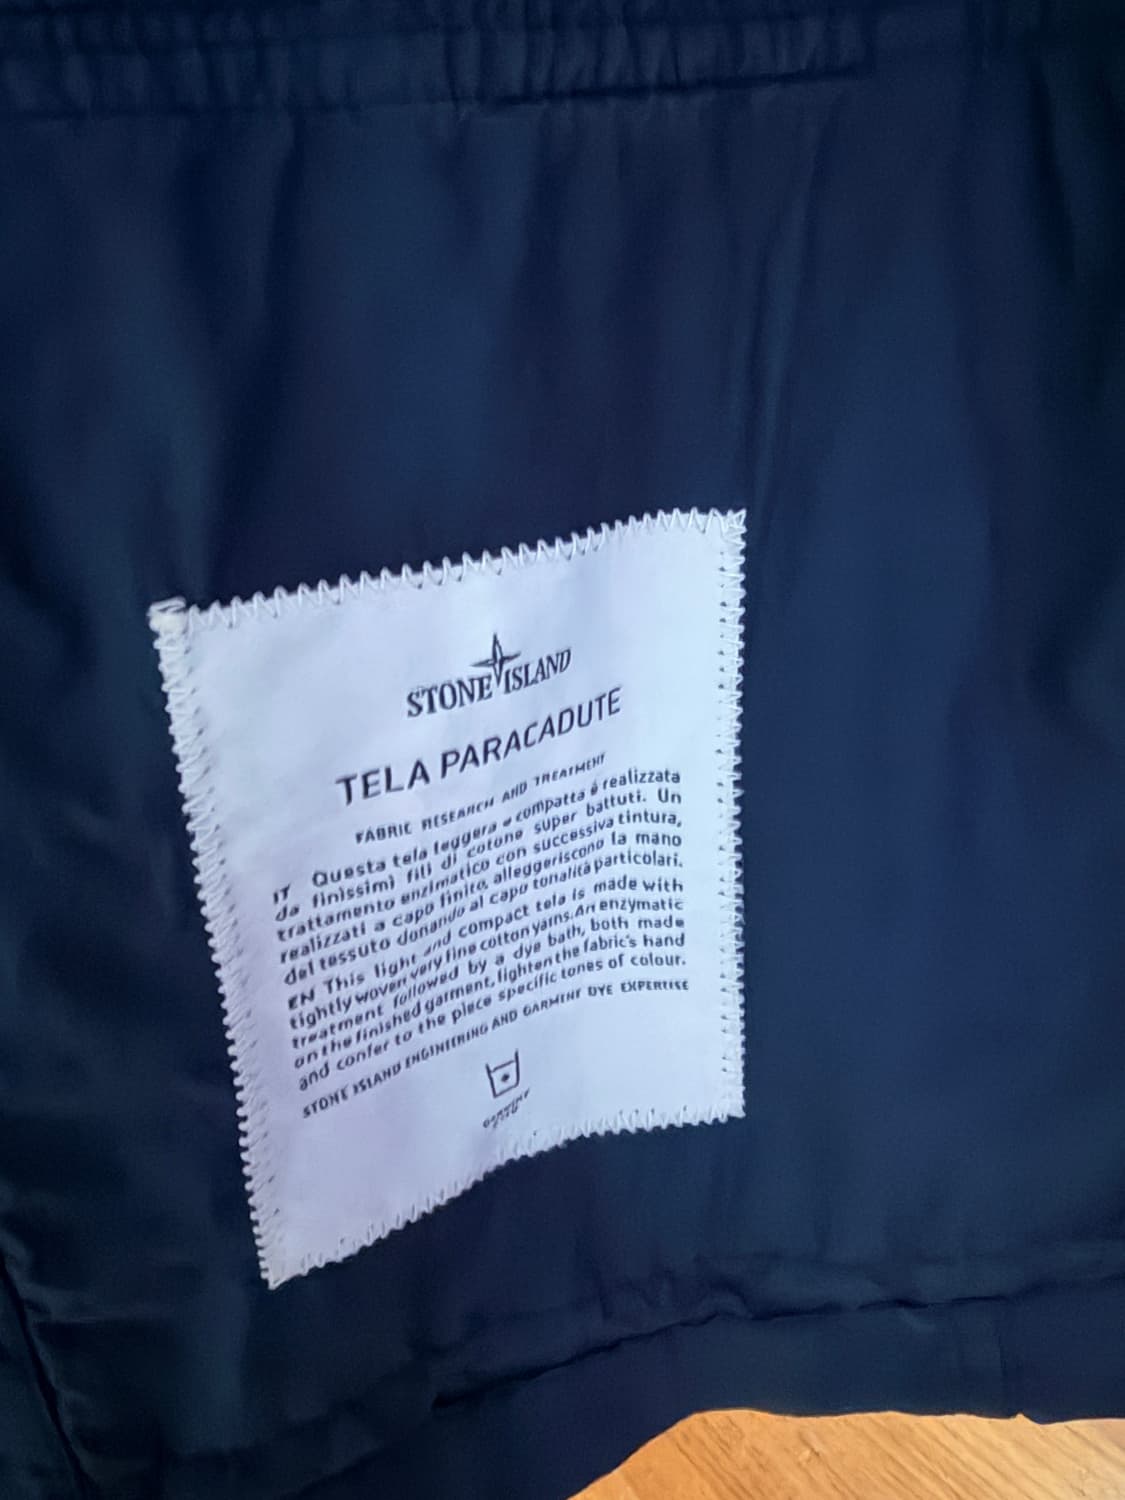 STONE ISLAND
TELA PARACADUTE
FABRIC RESEARCH AND TREATMENT
IT Questa tela leggera e compatta è realizzata
da finissimi fili di cotone super battuti. Un
trattamento enzimatico con successiva tintura,
realizzati a capo finito, alleggeriscono la mano
del tessuto donando al capo tonalità particolari.
EN This light and compact tela is made with
tightly woven very fine cotton yarns. An enzymatic
treatment followed by a dye bath, both made
on the finished garment, lighten the fabric's hand
and confer to the piece specific tones of colour.
STONE ISLAND ENGINEERING AND GARMENT DYE EXPERTISE